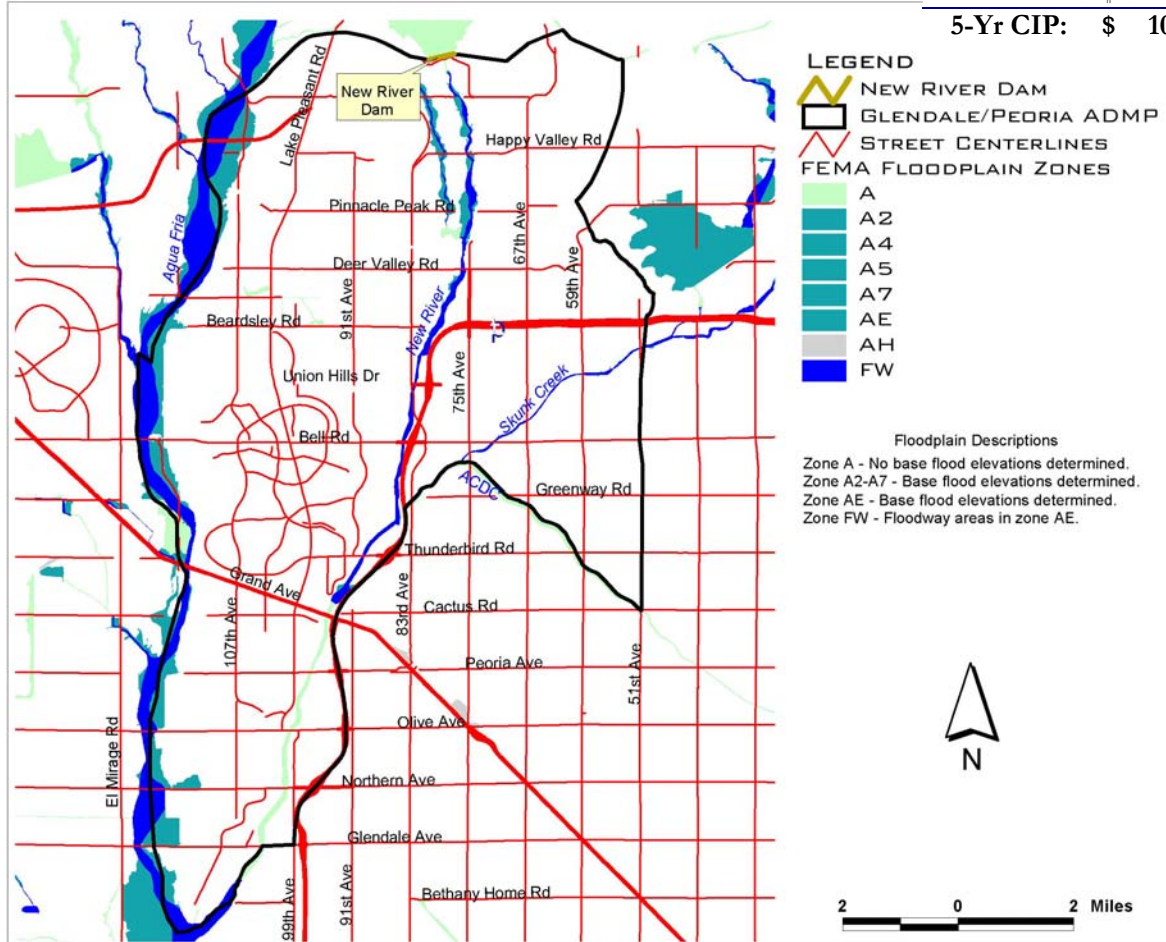 5-Yr CIP: $ 10
LEGEND
New River Dam
Glendale/Peoria ADMP
Street Centerlines
FEMA Floodplain Zones
A
A2
A4
A5
A7
AE
AH
FW
Floodplain Descriptions
Zone A - No base flood elevations determined.
Zone A2-A7 - Base flood elevations determined.
Zone AE - Base flood elevations determined.
Zone FW - Floodway areas in zone AE.
N
2 0 2 Miles
New River
Dam
Lake Pleasant Rd
Happy Valley Rd
Pinnacle Peak Rd
67th Ave
Agua Fria
Deer Valley Rd
59th Ave
91st Ave
Beardsley Rd
New River
75th Ave
Union Hills Dr
Skunk Creek
Bell Rd
ACDC
Greenway Rd
Thunderbird Rd
Grand Ave
83rd Ave
Cactus Rd
107th Ave
Peoria Ave
51st Ave
Olive Ave
El Mirage Rd
Northern Ave
Glendale Ave
99th Ave
91st Ave
Bethany Home Rd